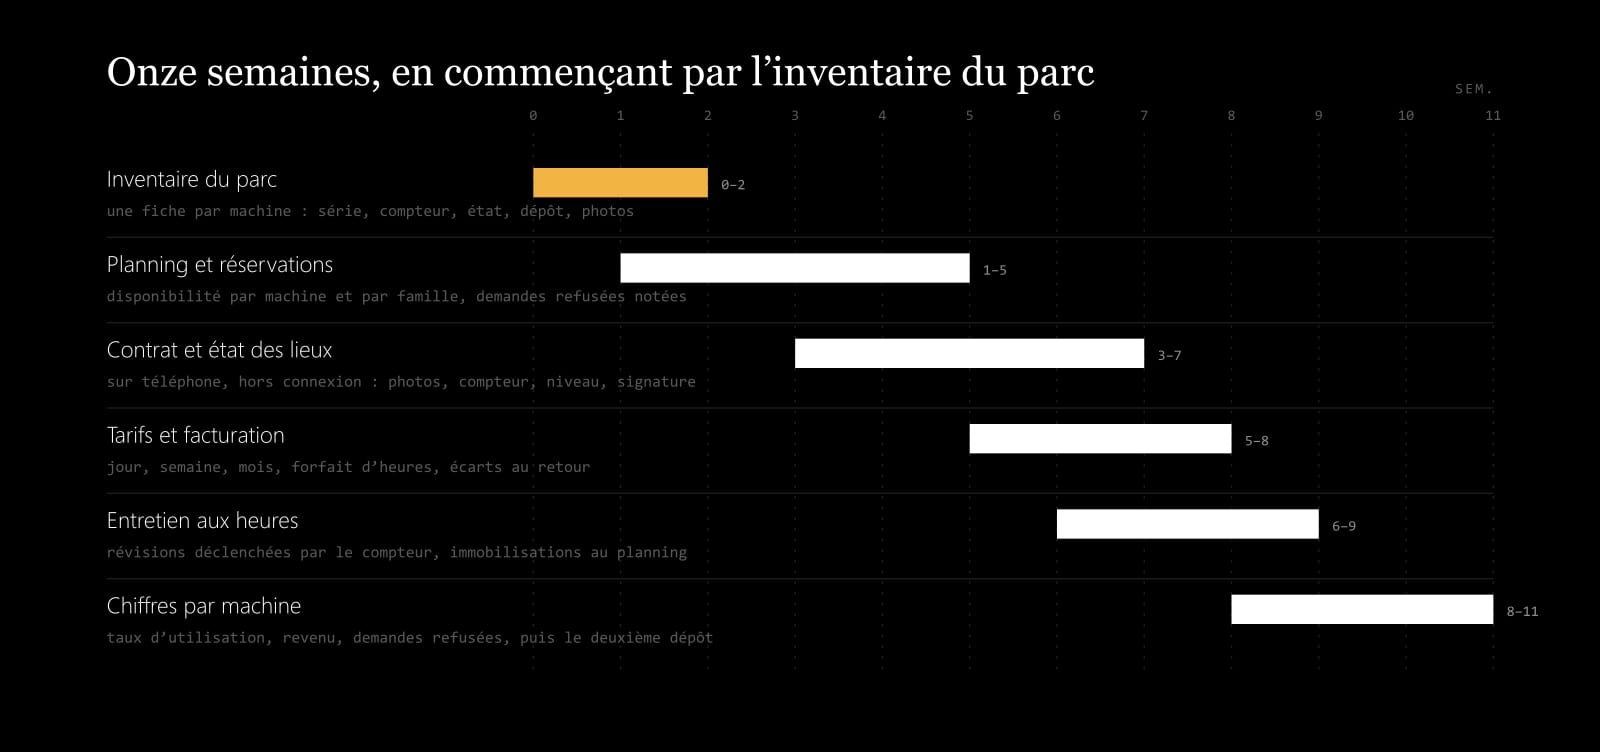 Onze semaines, en commençant par l’inventaire du parc
SEM.
0 1 2 3 4 5 6 7 8 9 10 11
Inventaire du parc
0–2
une fiche par machine : série, compteur, état, dépôt, photos
Planning et réservations
1–5
disponibilité par machine et par famille, demandes refusées notées
Contrat et état des lieux
3–7
sur téléphone, hors connexion : photos, compteur, niveau, signature
Tarifs et facturation
5–8
jour, semaine, mois, forfait d’heures, écarts au retour
Entretien aux heures
6–9
révisions déclenchées par le compteur, immobilisations au planning
Chiffres par machine
8–11
taux d’utilisation, revenu, demandes refusées, puis le deuxième dépôt